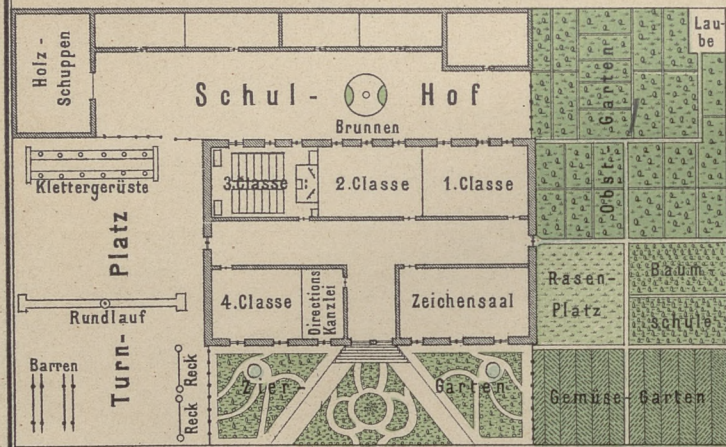 Holz-
Schuppen
Schul-Hof
Brunnen
Obst-Garten
Lau-
be
Klettergerüste
3.Classe
2.Classe
1.Classe
Turn-Platz
Rundlauf
Barren
Reck
Reck
4.Classe
Directions
Kanzlei
Zeichensaal
Rasen-
Platz
Baum-
schule
Zier-Garten
Gemüse-Garten